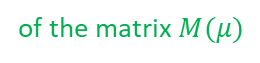 of the matrix 𝑀(𝜇)